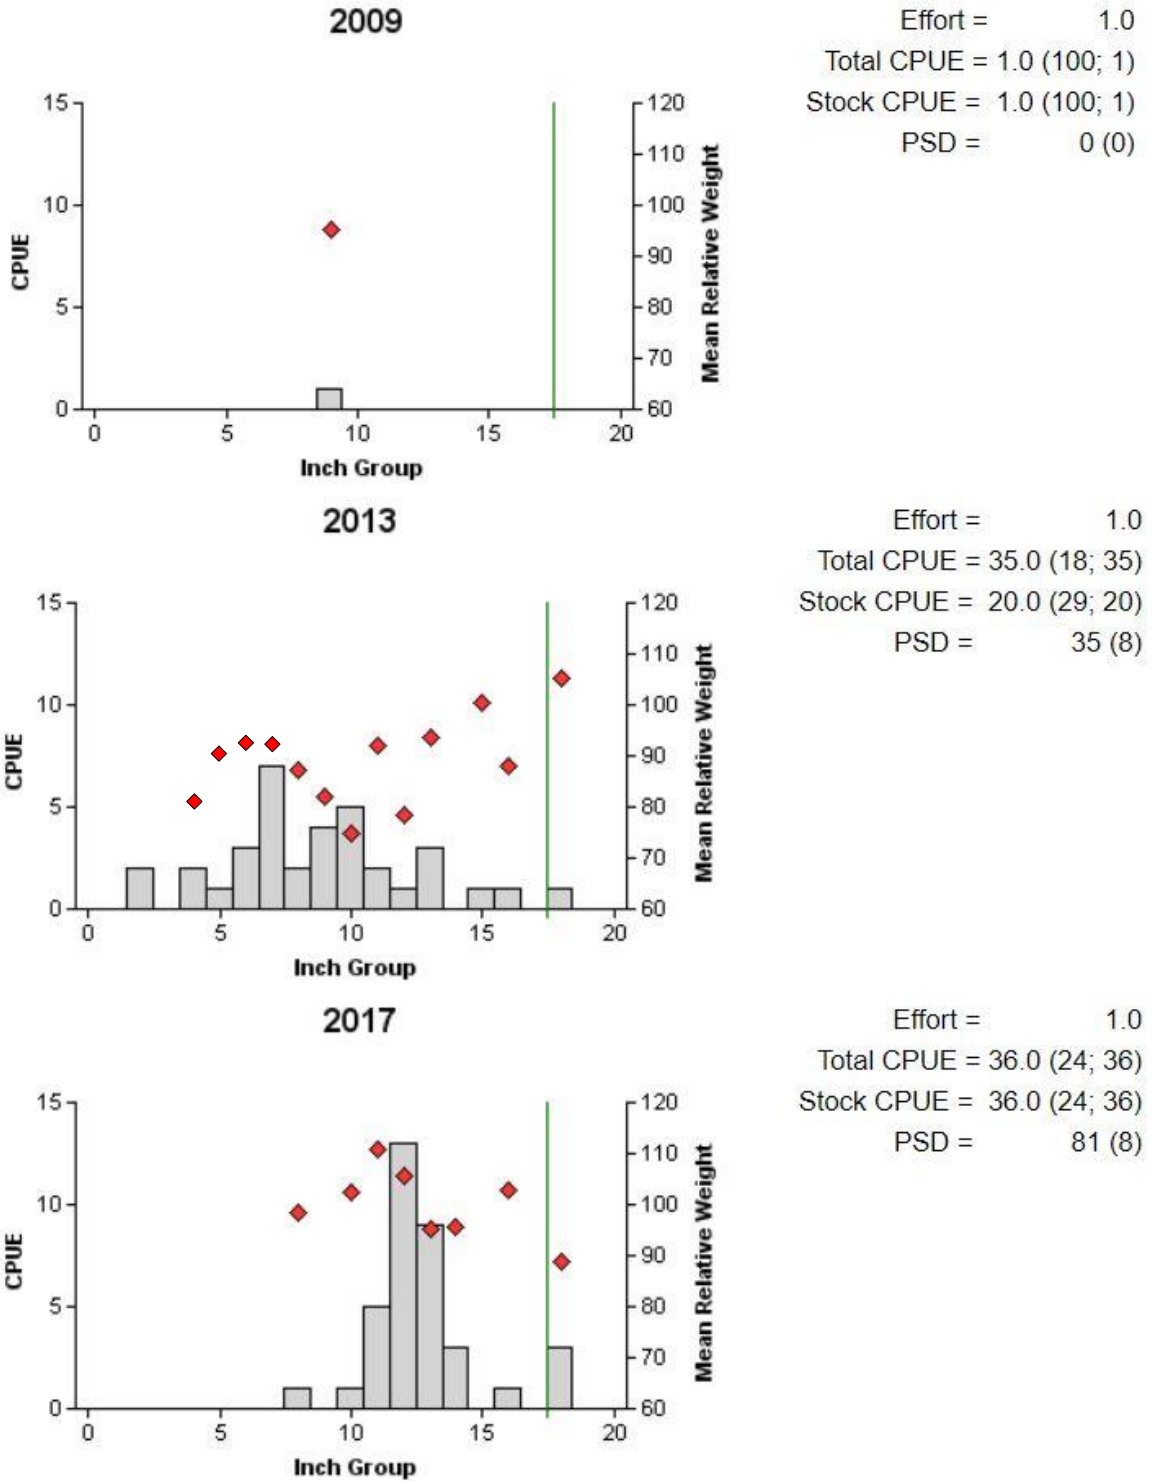 2009
Effort = 1.0
Total CPUE = 1.0 (100; 1)
Stock CPUE = 1.0 (100; 1)
PSD = 0 (0)
15
10
5
0
CPUE
120
110
100
90
80
70
60
Mean Relative Weight
0 5 10 15 20
Inch Group
2013
Effort = 1.0
Total CPUE = 35.0 (18; 35)
Stock CPUE = 20.0 (29; 20)
PSD = 35 (8)
15
10
5
0
CPUE
120
110
100
90
80
70
60
Mean Relative Weight
0 5 10 15 20
Inch Group
2017
Effort = 1.0
Total CPUE = 36.0 (24; 36)
Stock CPUE = 36.0 (24; 36)
PSD = 81 (8)
15
10
5
0
CPUE
120
110
100
90
80
70
60
Mean Relative Weight
0 5 10 15 20
Inch Group